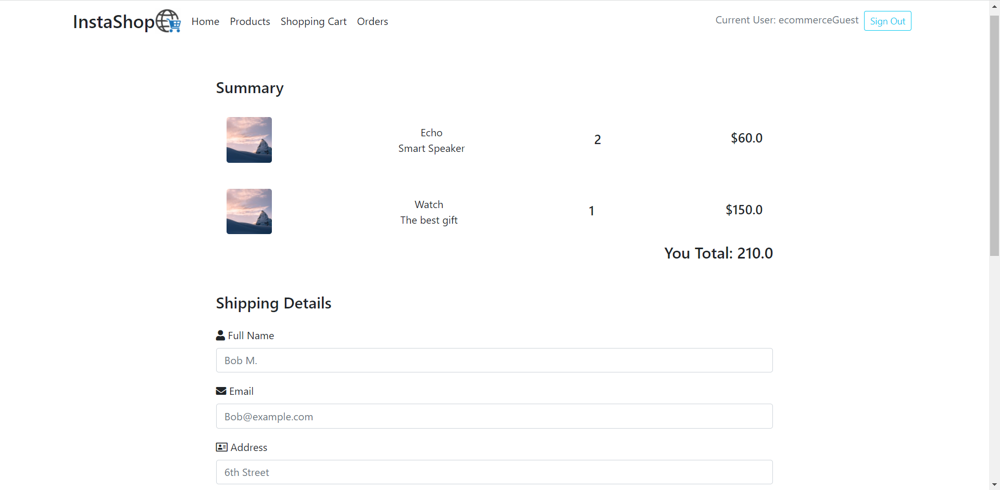 InstaShop Home Products Shopping Cart Orders Current User: ecommerceGuest Sign Out
Summary
Echo
Smart Speaker
2
$60.0
Watch
The best gift
1
$150.0
You Total: 210.0
Shipping Details
Full Name
Bob M.
Email
Bob@example.com
Address
6th Street